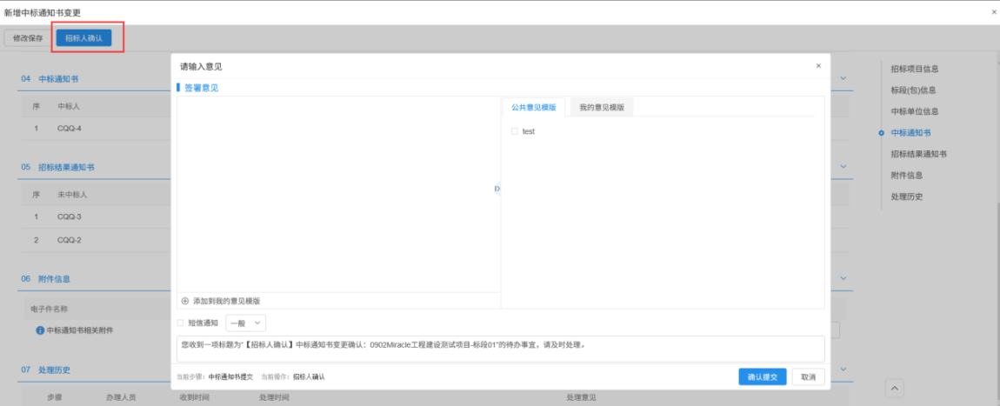 新增中标通知书变更
×
修改保存 招标人确认
04 中标通知书
序 中标人
1 CQQ-4
05 招标结果通知书
序 未中标人
1 CQQ-3
2 CQQ-2
06 附件信息
电子件名称
中标通知书相关附件
07 处理历史
步骤 办理人员 收到时间 处理时间 处理意见
请输入意见 ×
签署意见
公共意见模版 我的意见模版
test
添加到我的意见模版
短信通知 一般
您收到一项标题为"【招标人确认】中标通知书变更确认：0902Miracle工程建设测试项目-标段01"的待办事宜，请及时处理。
当前步骤：中标通知书提交 当前操作：招标人确认
确认提交 取消
招标项目信息
标段(包)信息
中标单位信息
中标通知书
招标结果通知书
附件信息
处理历史